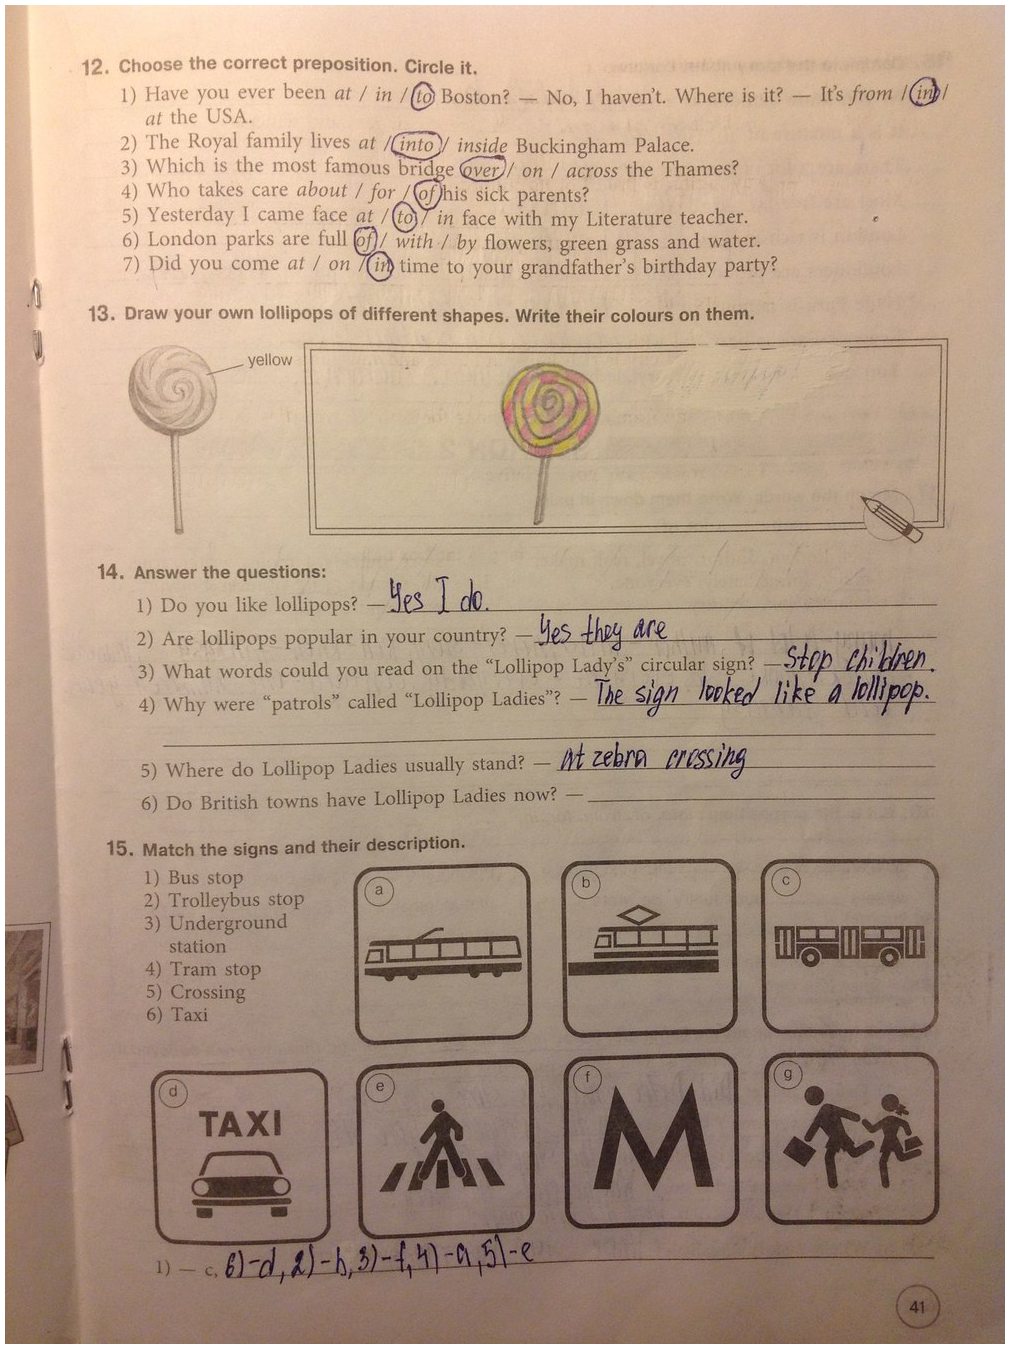 12. Choose the correct preposition. Circle it.
1) Have you ever been at / in / to Boston? — No, I haven't. Where is it? — It's from / in /
at the USA.
2) The Royal family lives at / into / inside Buckingham Palace.
3) Which is the most famous bridge over / on / across the Thames?
4) Who takes care about / for / of his sick parents?
5) Yesterday I came face at / to / in face with my Literature teacher.
6) London parks are full of / with / by flowers, green grass and water.
7) Did you come at / on / in time to your grandfather's birthday party?
13. Draw your own lollipops of different shapes. Write their colours on them.
yellow
14. Answer the questions:
1) Do you like lollipops? — Yes I do.
2) Are lollipops popular in your country? — Yes they are
3) What words could you read on the “Lollipop Lady's” circular sign? — Stop children.
4) Why were “patrols” called “Lollipop Ladies”? — The sign looked like a lollipop.
5) Where do Lollipop Ladies usually stand? — At zebra crossing
6) Do British towns have Lollipop Ladies now? —
15. Match the signs and their description.
1) Bus stop
2) Trolleybus stop
3) Underground
station
4) Tram stop
5) Crossing
6) Taxi
a
b
c
d
TAXI
e
f
M
g
1) — c, 6)-d, 2)-b, 3)-f, 4)-a, 5)-e
41